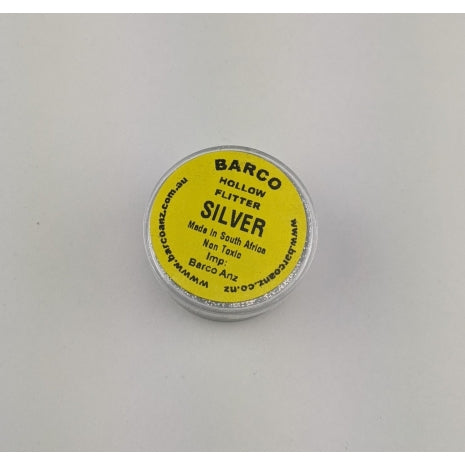 BARCO
HOLLOW
FLITTER
SILVER
Made in South Africa
Non Toxic
Imp:
Barco Anz
www.barcoanz.com.au
www.barcoanz.co.nz